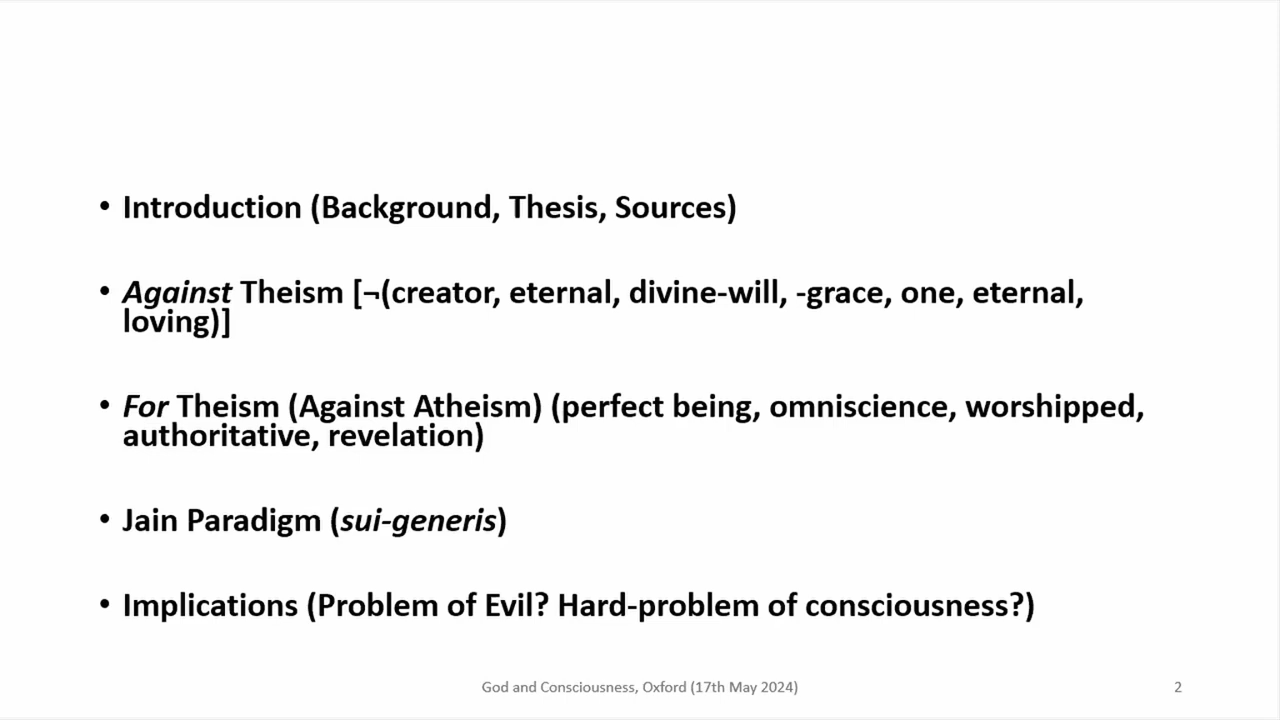 • Introduction (Background, Thesis, Sources)
• Against Theism [¬(creator, eternal, divine-will, -grace, one, eternal,
loving)]
• For Theism (Against Atheism) (perfect being, omniscience, worshipped,
authoritative, revelation)
• Jain Paradigm (sui-generis)
• Implications (Problem of Evil? Hard-problem of consciousness?)
God and Consciousness, Oxford (17th May 2024)
2